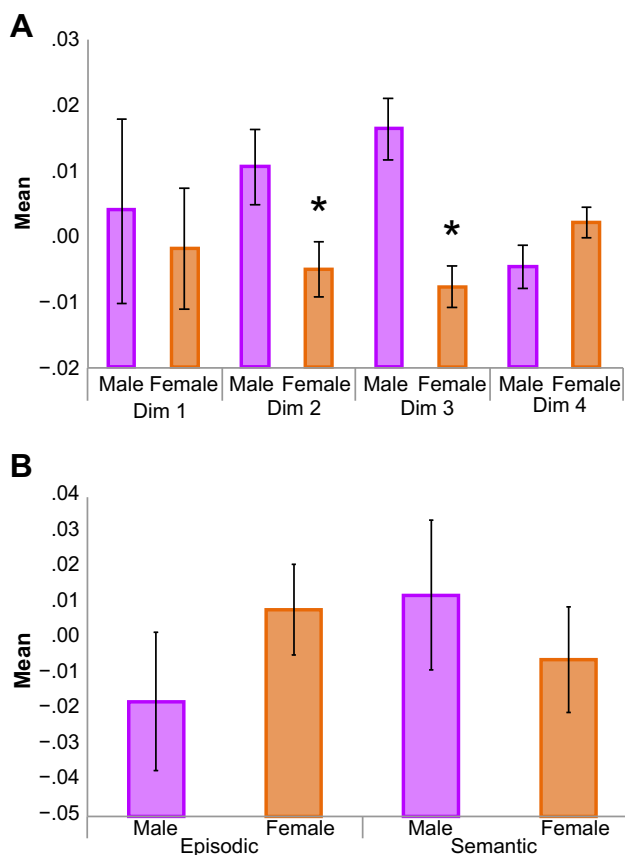 A
.03
.02
.01
.00
−.01
−.02
Mean
*
*
Male Female Male Female Male Female Male Female
Dim 1 Dim 2 Dim 3 Dim 4
B
.04
.03
.02
.01
.00
−.01
−.02
−.03
−.04
−.05
Mean
Male Female Male Female
Episodic Semantic